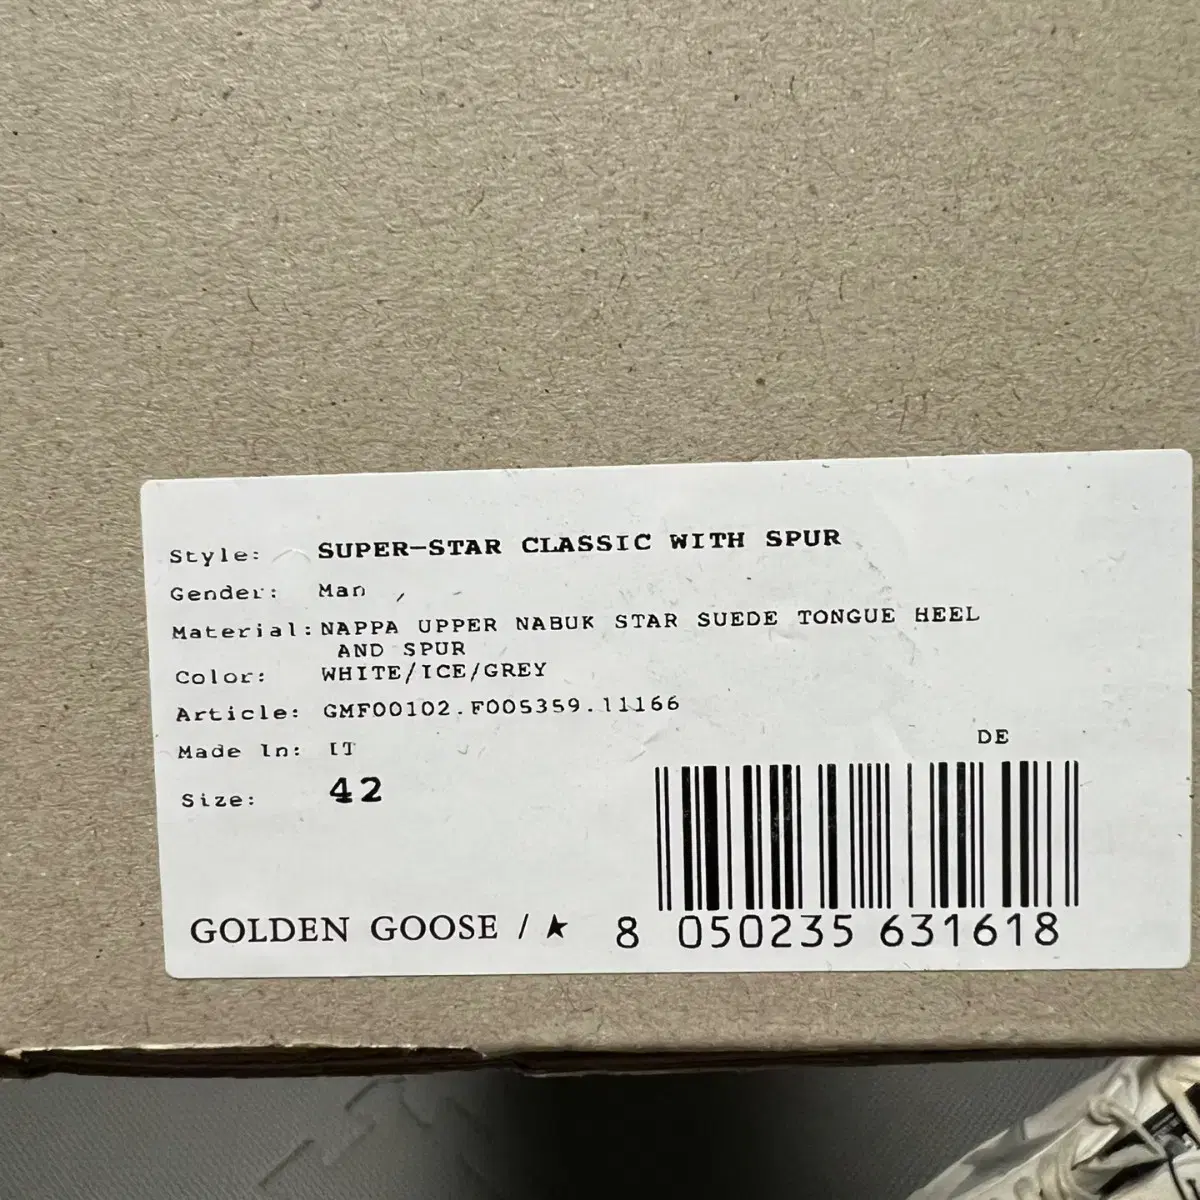 Style: SUPER-STAR CLASSIC WITH SPUR
Gender: Man
Material: NAPPA UPPER NABUK STAR SUEDE TONGUE HEEL
AND SPUR
Color: WHITE/ICE/GREY
Article: GMF00102.F005359.11166
Made In: IT
DE
Size: 42
GOLDEN GOOSE / ★
8 050235 631618